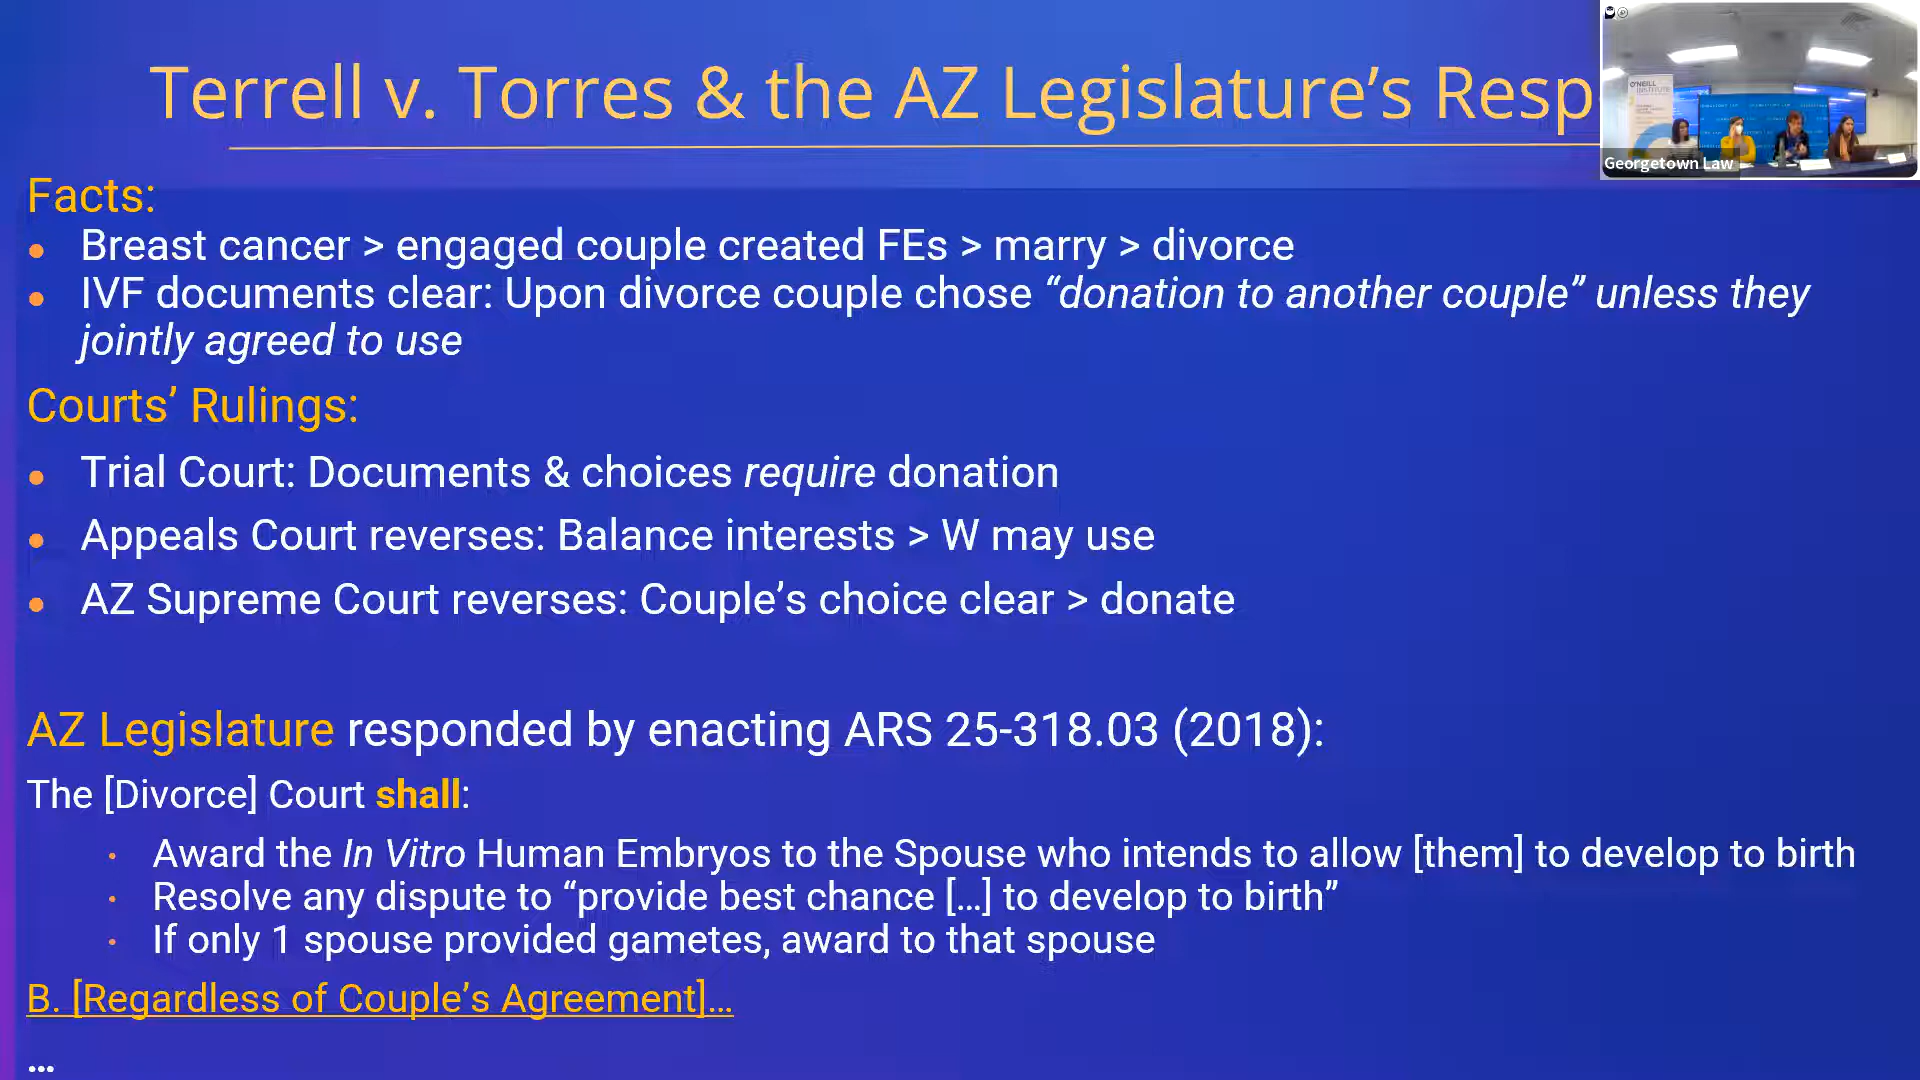 Terrell v. Torres & the AZ Legislature’s Resp
O'NEILL
INSTITUTE
Georgetown Law
Facts:
• Breast cancer > engaged couple created FEs > marry > divorce
• IVF documents clear: Upon divorce couple chose “donation to another couple” unless they
jointly agreed to use
Courts’ Rulings:
• Trial Court: Documents & choices require donation
• Appeals Court reverses: Balance interests > W may use
• AZ Supreme Court reverses: Couple’s choice clear > donate
AZ Legislature responded by enacting ARS 25-318.03 (2018):
The [Divorce] Court shall:
• Award the In Vitro Human Embryos to the Spouse who intends to allow [them] to develop to birth
• Resolve any dispute to “provide best chance […] to develop to birth”
• If only 1 spouse provided gametes, award to that spouse
B. [Regardless of Couple’s Agreement]…
…